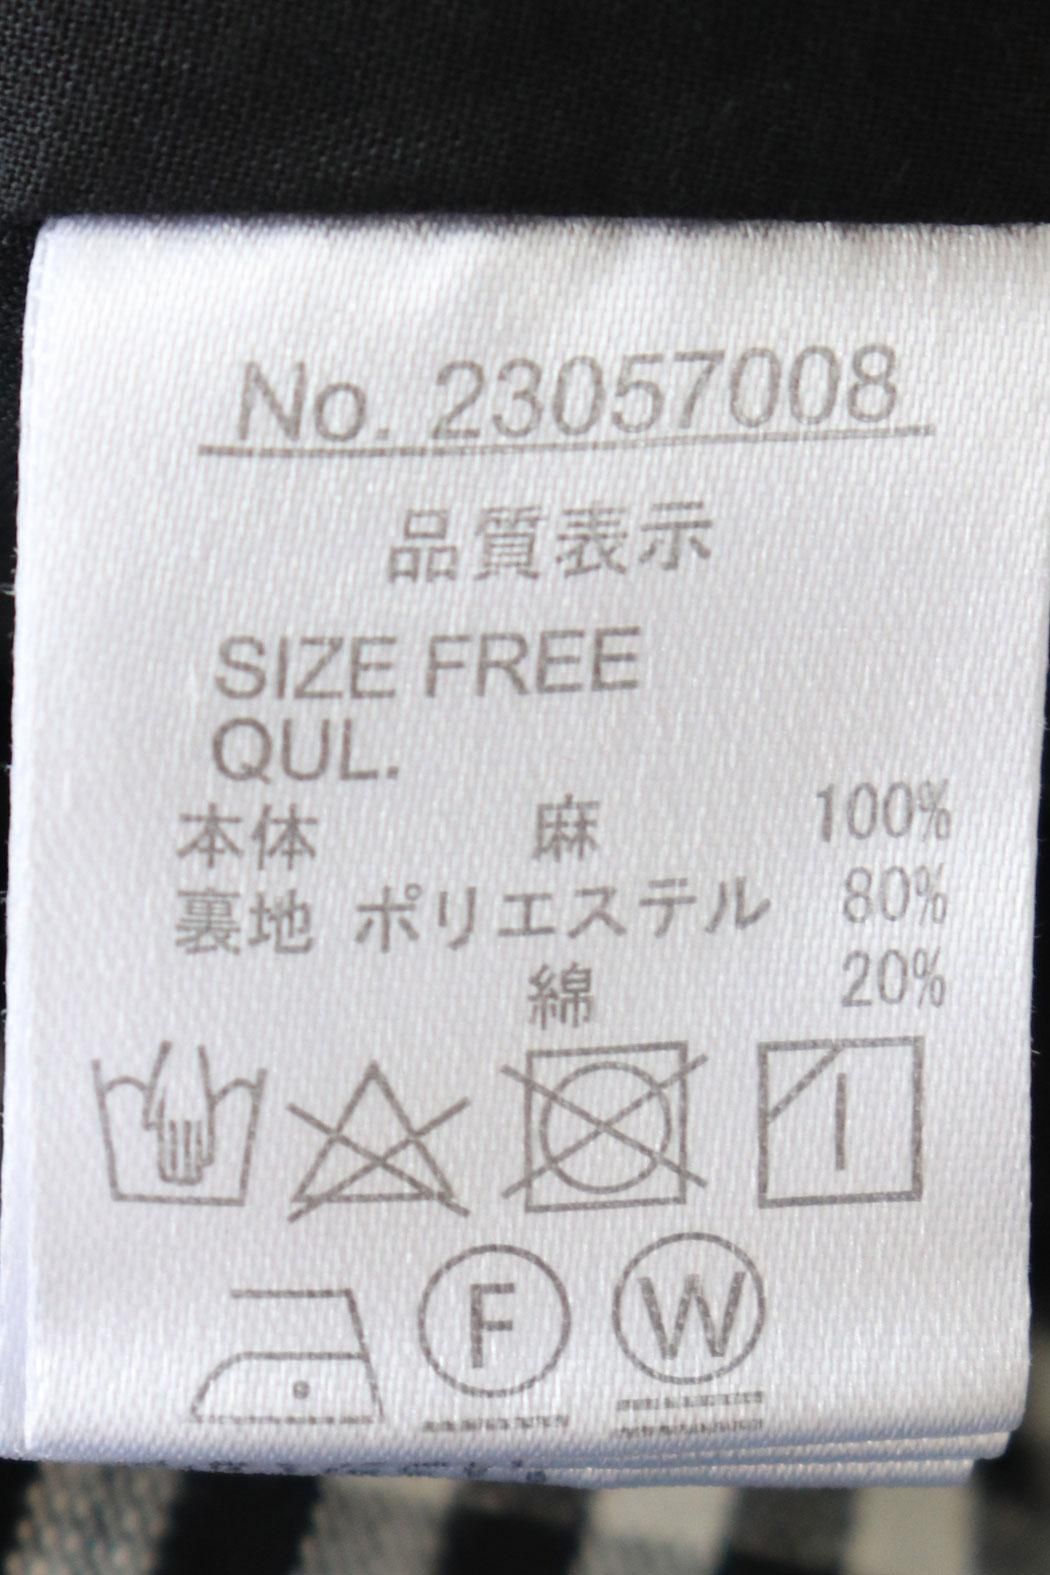 No. 23057008
品質表示
SIZE FREE
QUL.
本体 麻 100%
裏地 ポリエステル 80%
綿 20%
F W